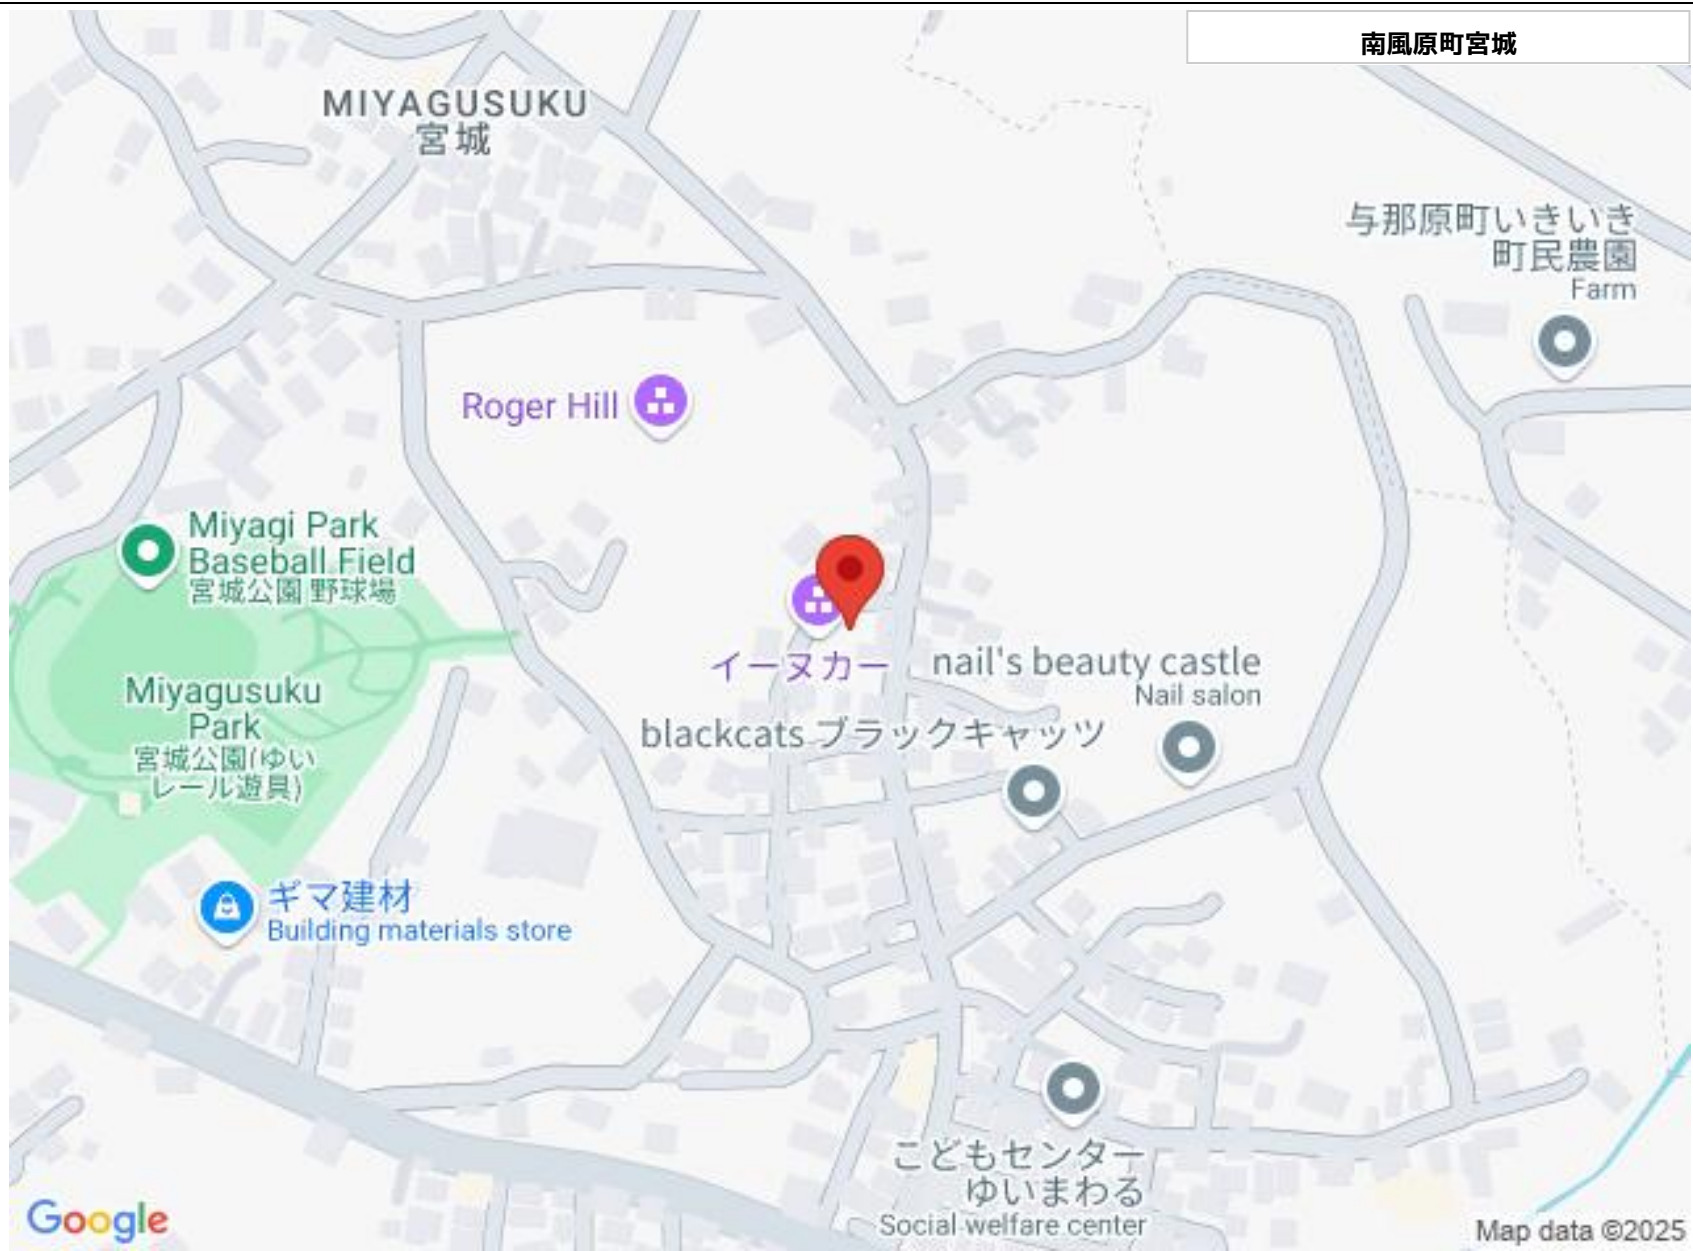 南風原町宮城
MIYAGUSUKU
宮城
与那原町いきいき
町民農園
Farm
Roger Hill
Miyagi Park
Baseball Field
宮城公園 野球場
イーヌカー
nail's beauty castle
Nail salon
Miyagusuku
Park
宮城公園(ゆい
レール遊具)
blackcats ブラックキャッツ
ギマ建材
Building materials store
こどもセンター
ゆいまわる
Social welfare center
Google
Map data ©2025